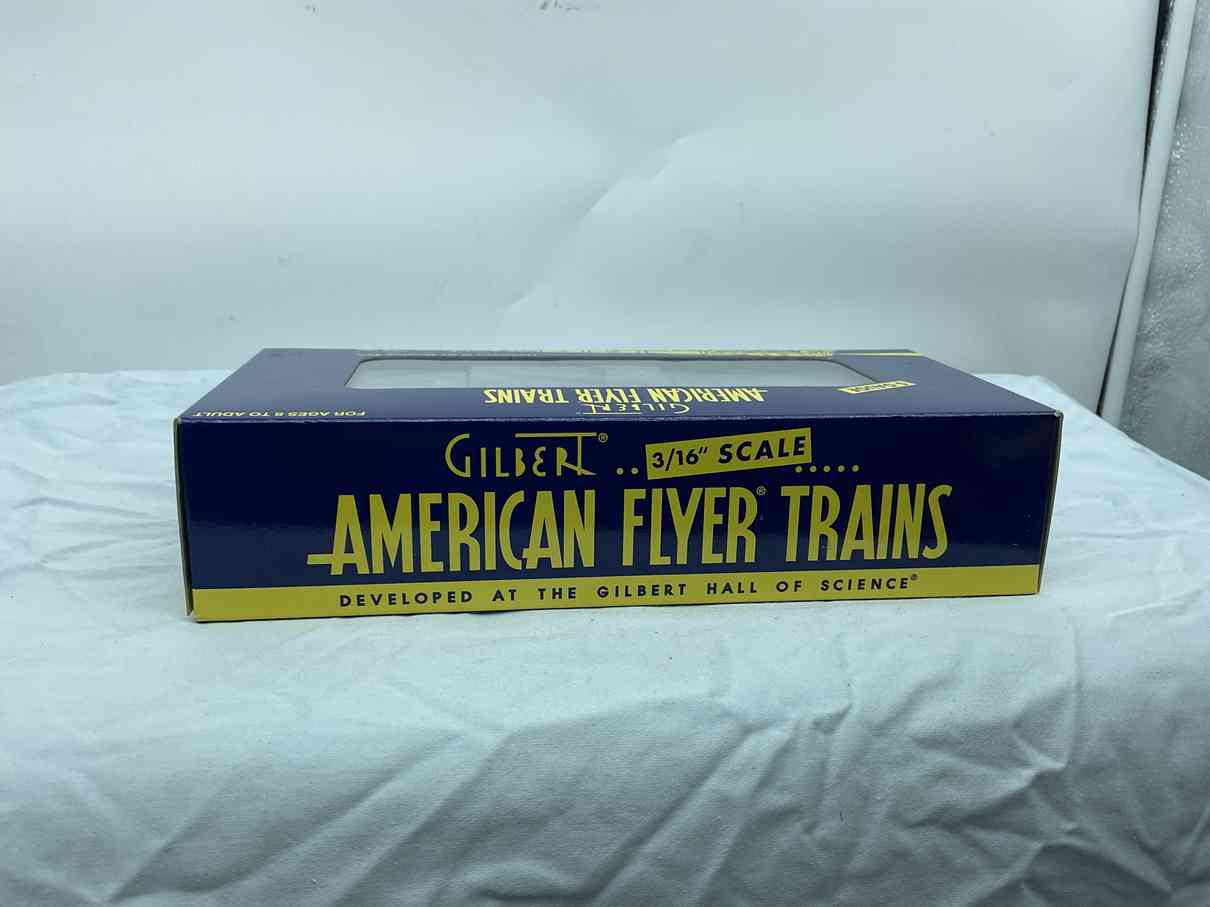 S GAUGE
AMERICAN FLYER TRAINS
GILBERT
FOR AGES 8 TO ADULT
GILBERT® .. 3/16" SCALE .....
AMERICAN FLYER® TRAINS
DEVELOPED AT THE GILBERT HALL OF SCIENCE®